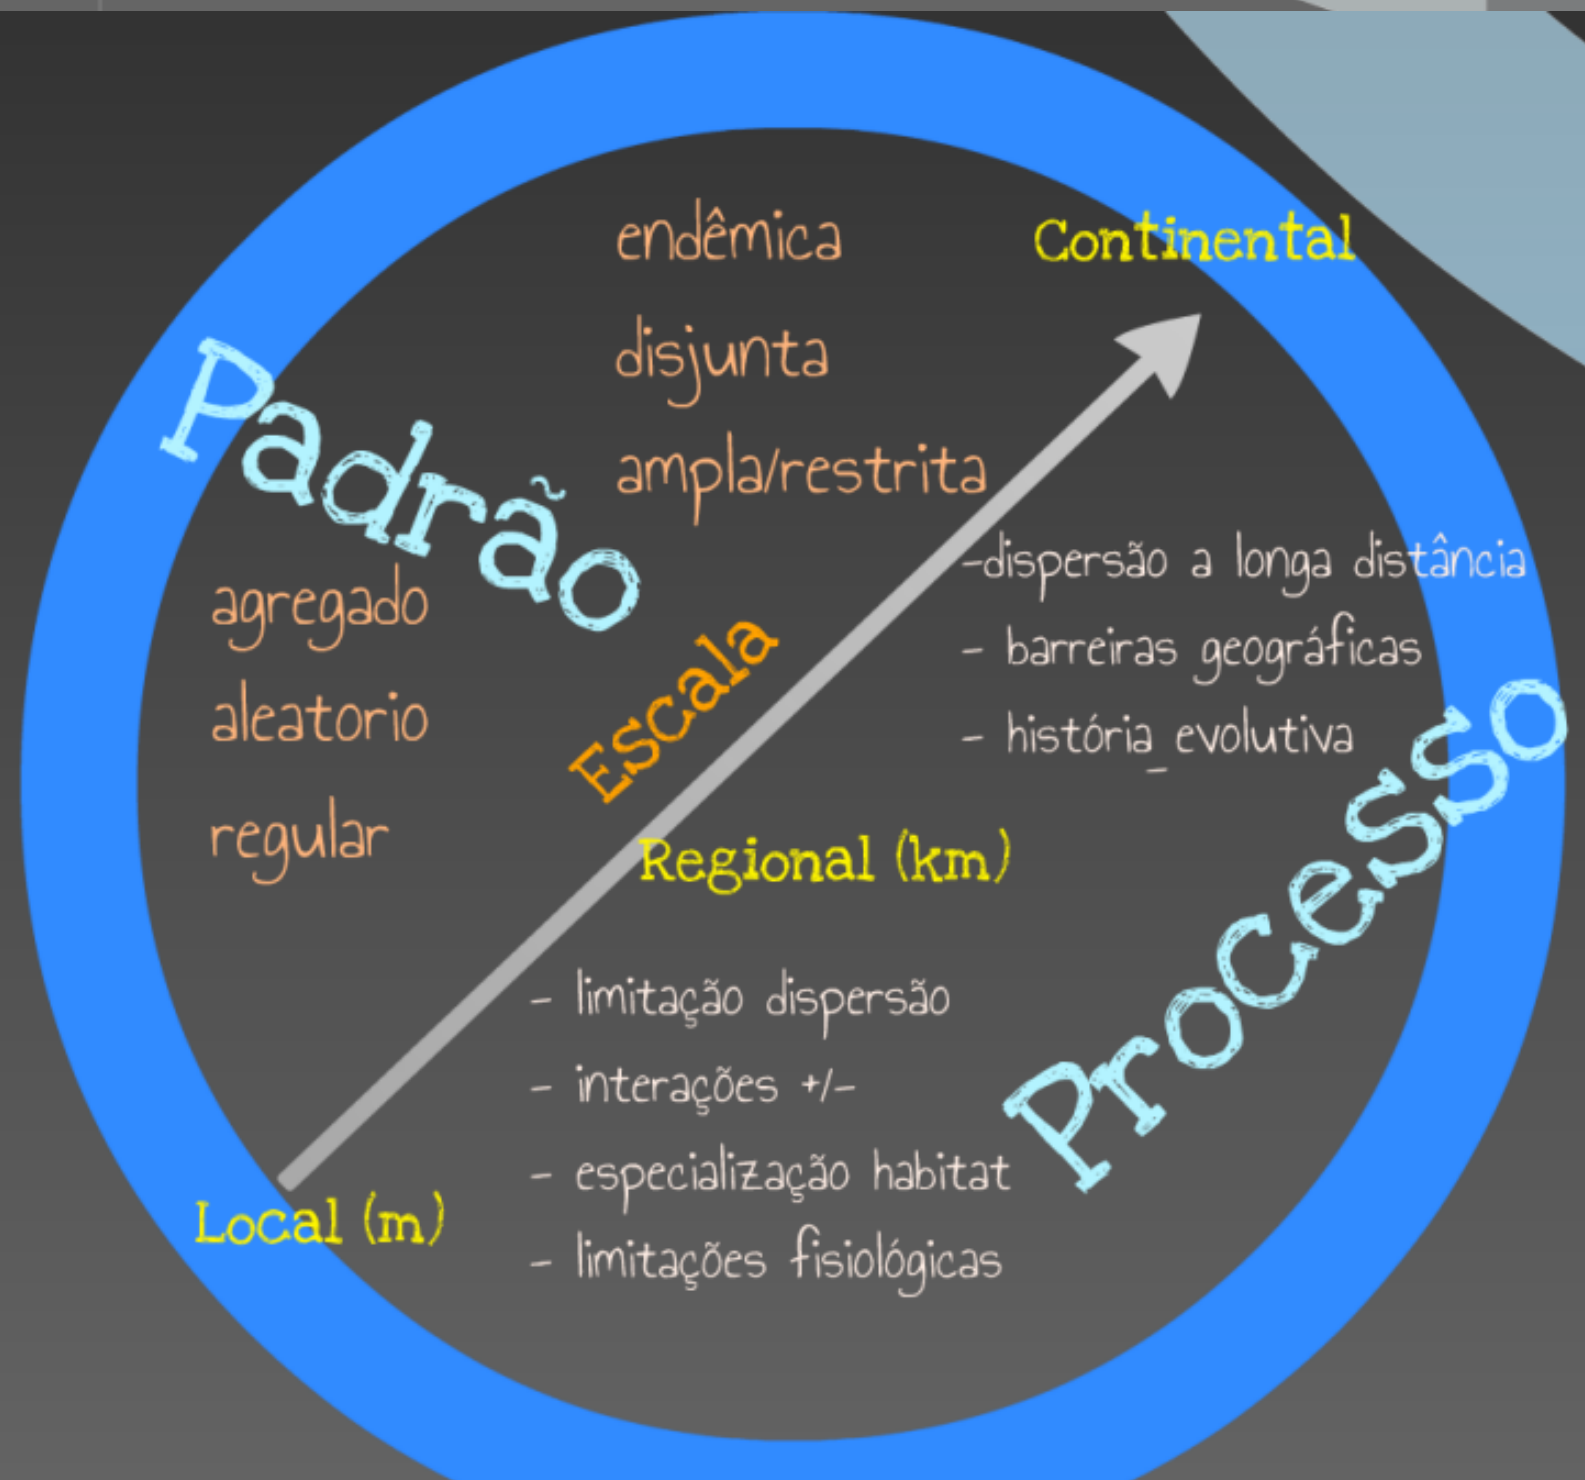 endêmica
Continental
disjunta
ampla/restrita
Padrão
-dispersão a longa distância
agregado
- barreiras geográficas
aleatorio
Escala
- história_evolutiva
regular
Processo
Regional (km)
- limitação dispersão
- interações +/-
- especialização habitat
Local (m)
- limitações fisiológicas